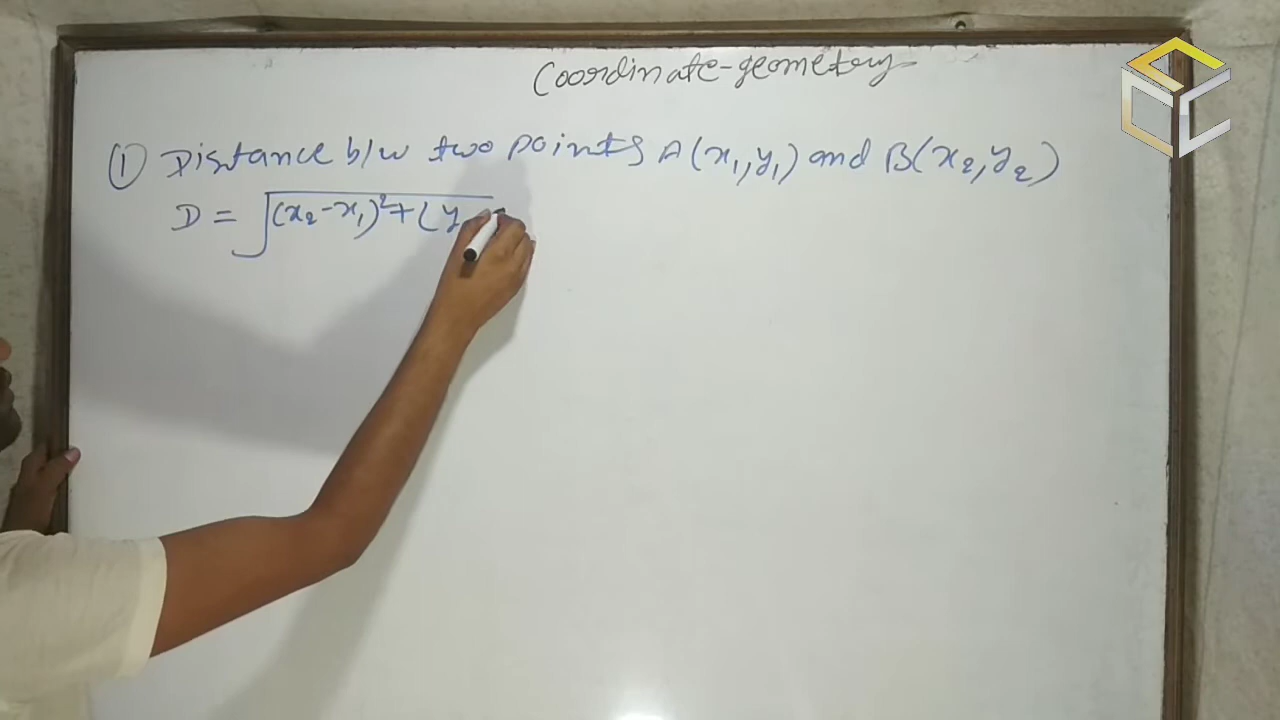 Coordinate-geometry
① Distance b/w two points A(x₁,y₁) and B(x₂,y₂)
D = √(x₂-x₁)²+(y